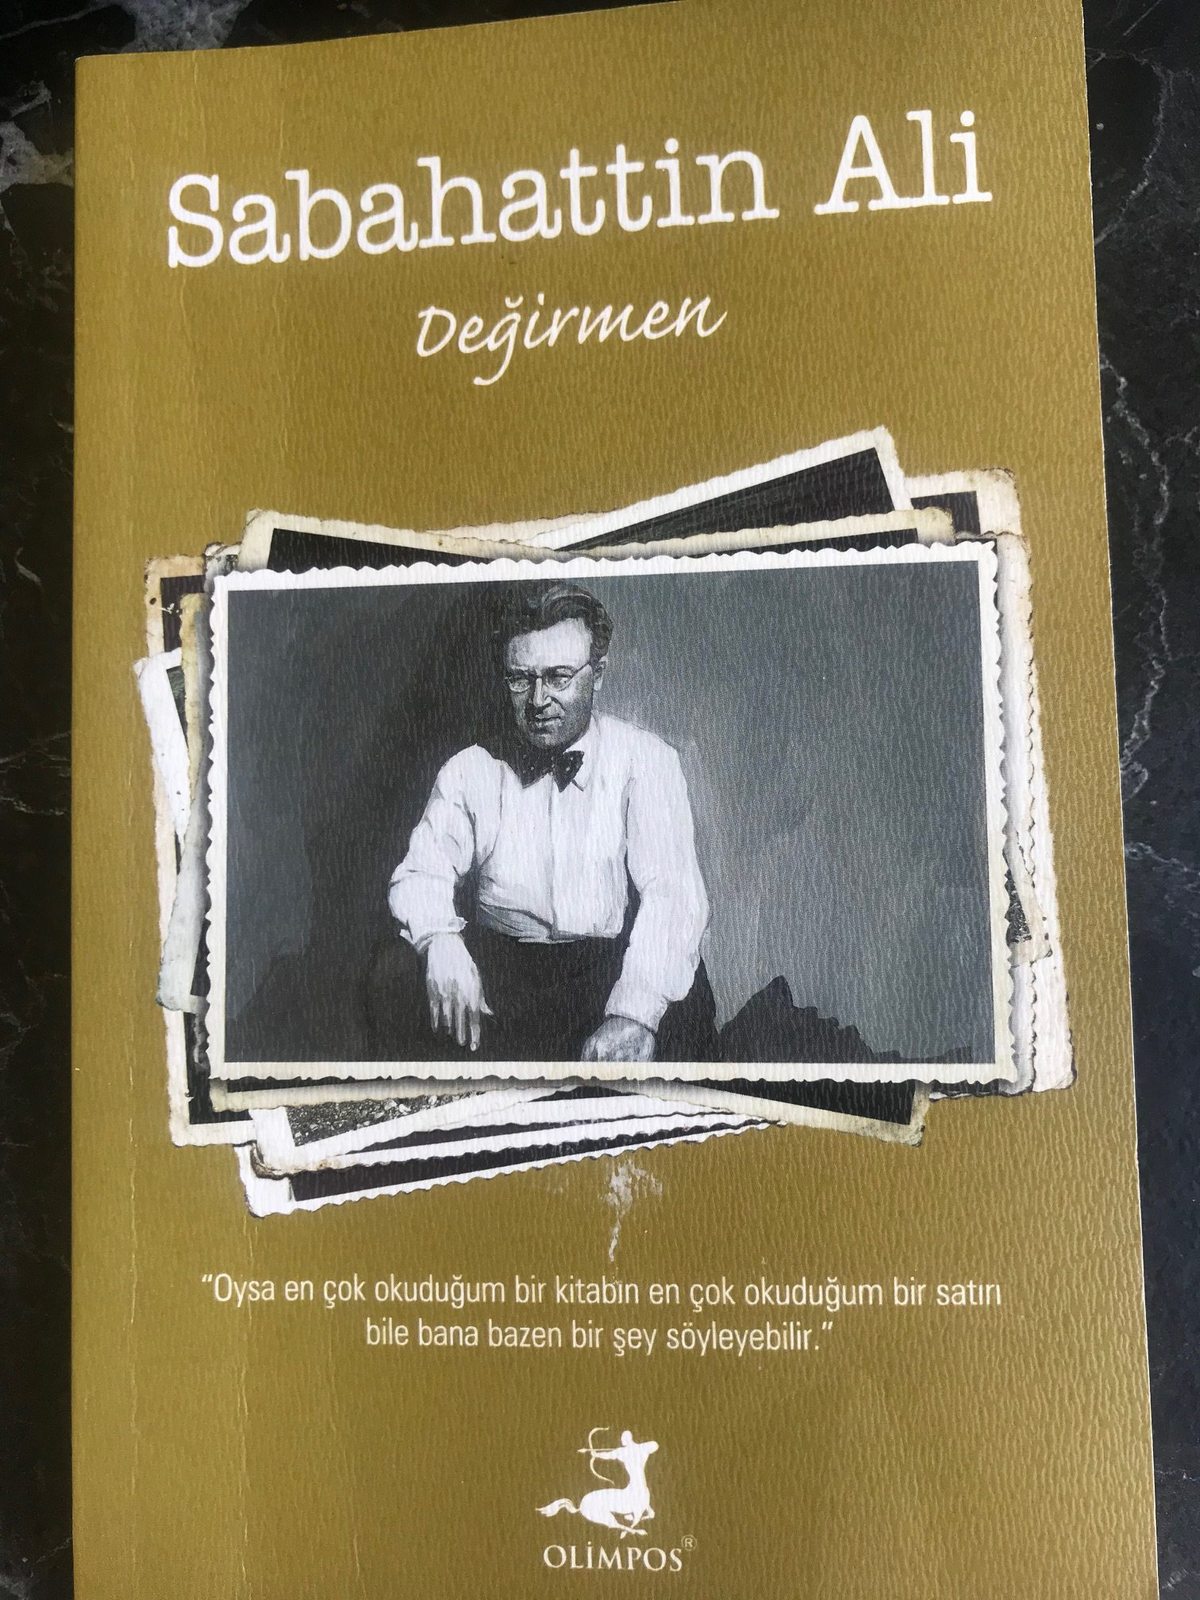 Sabahattin Ali
Değirmen
“Oysa en çok okuduğum bir kitabın en çok okuduğum bir satırı
bile bana bazen bir şey söyleyebilir.”
OLİMPOS®